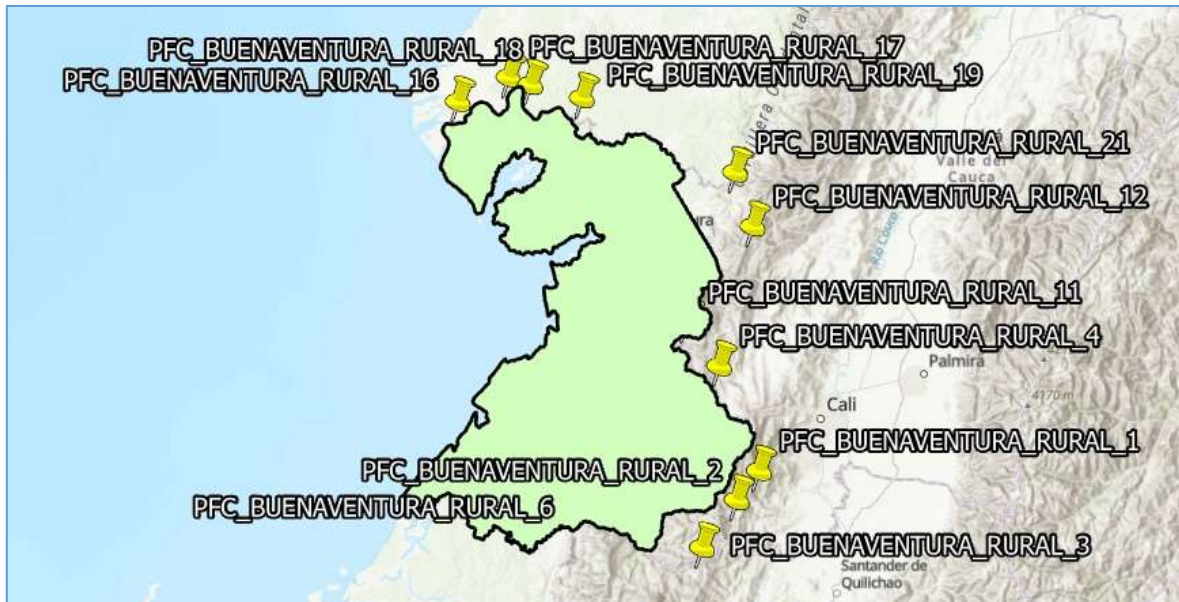 PFC_BUENAVENTURA_RURAL_18
PFC_BUENAVENTURA_RURAL_17
PFC_BUENAVENTURA_RURAL_16
PFC_BUENAVENTURA_RURAL_19
PFC_BUENAVENTURA_RURAL_21
Valle del
Cauca
PFC_BUENAVENTURA_RURAL_12
PFC_BUENAVENTURA_RURAL_11
PFC_BUENAVENTURA_RURAL_4
Palmira
4170 m
Cali
PFC_BUENAVENTURA_RURAL_1
PFC_BUENAVENTURA_RURAL_2
PFC_BUENAVENTURA_RURAL_6
PFC_BUENAVENTURA_RURAL_3
Santander de
Quilichao